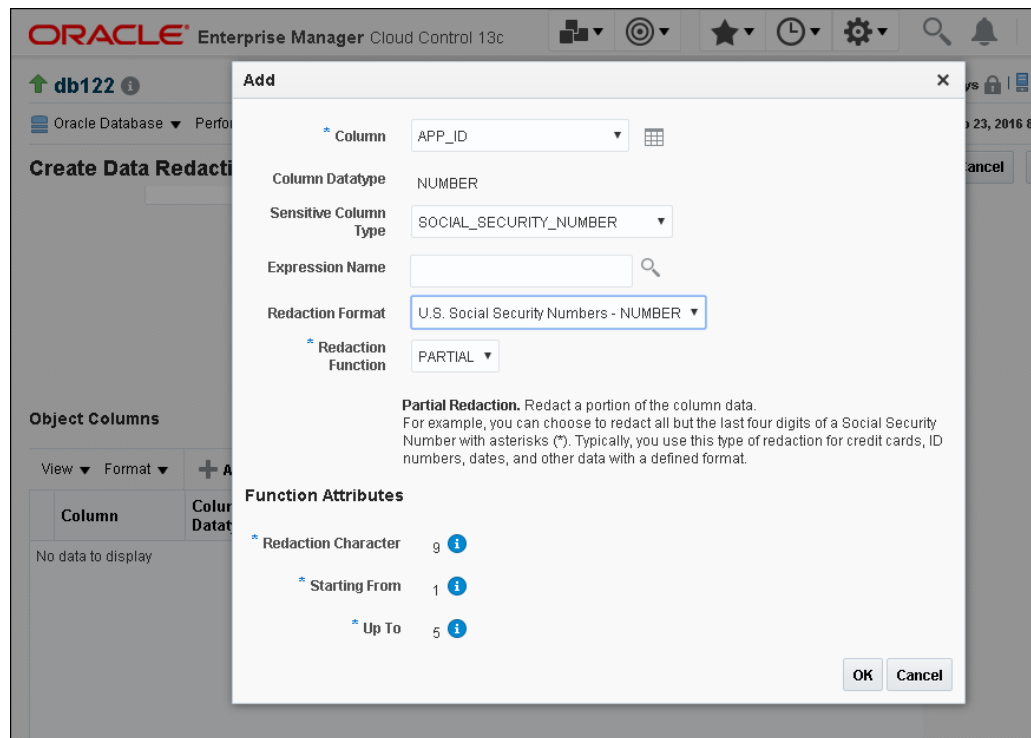 ORACLE® Enterprise Manager Cloud Control 13c
db122
Oracle Database
Create Data Redacti
Cancel
Add
* Column APP_ID
Column Datatype NUMBER
Sensitive Column
Type
SOCIAL_SECURITY_NUMBER
Expression Name
Redaction Format U.S. Social Security Numbers - NUMBER
* Redaction
Function
PARTIAL
Partial Redaction. Redact a portion of the column data.
For example, you can choose to redact all but the last four digits of a Social Security
Number with asterisks (*). Typically, you use this type of redaction for credit cards, ID
numbers, dates, and other data with a defined format.
Function Attributes
* Redaction Character 9
* Starting From 1
* Up To 5
OK Cancel
Object Columns
View Format
Column
No data to display